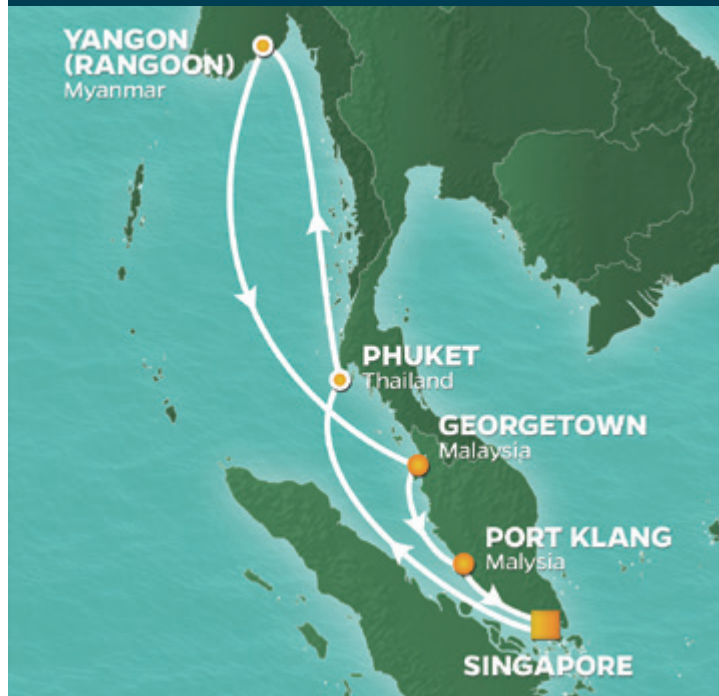 YANGON
(RANGOON)
Myanmar
PHUKET
Thailand
GEORGETOWN
Malaysia
PORT KLANG
Malysia
SINGAPORE